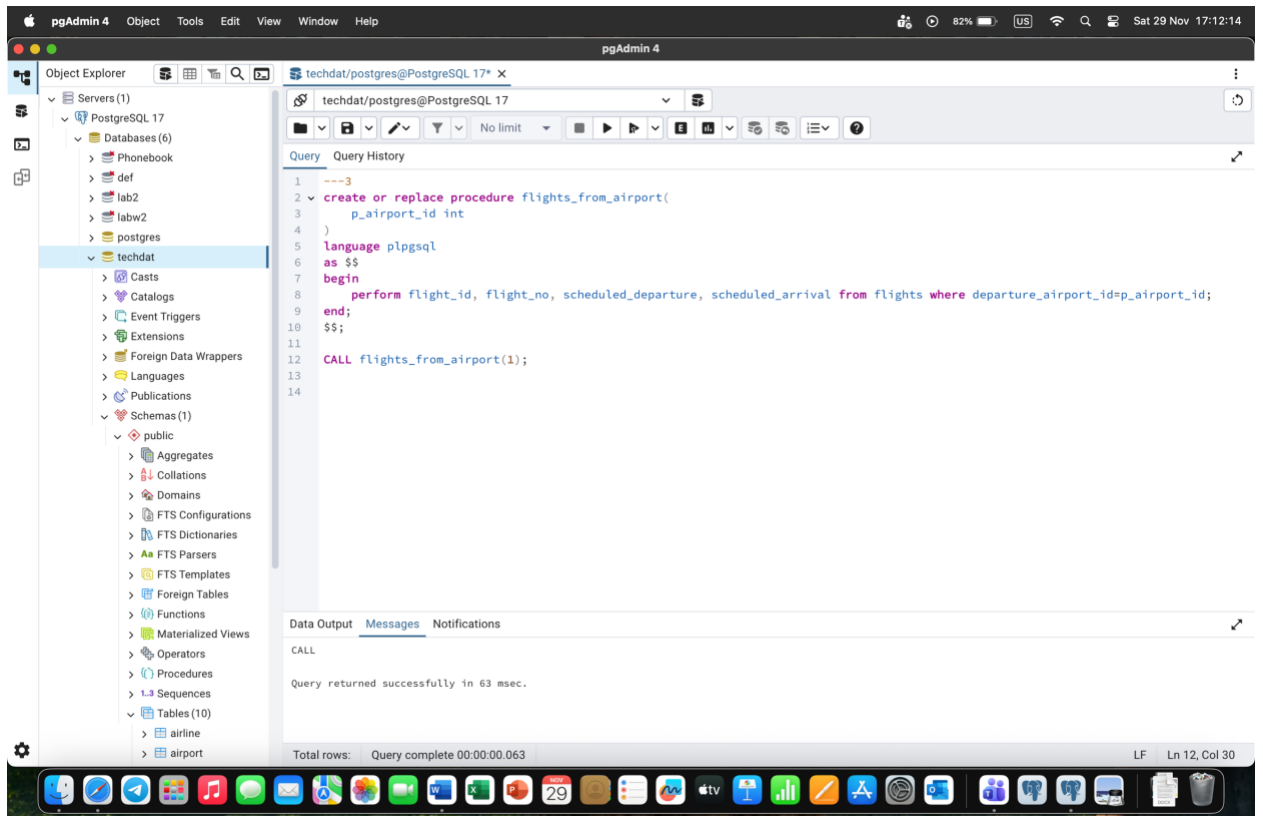 pgAdmin 4 Object Tools Edit View Window Help 82% US Sat 29 Nov 17:12:14
pgAdmin 4
Object Explorer
techdat/postgres@PostgreSQL 17*
Servers (1)
techdat/postgres@PostgreSQL 17
PostgreSQL 17
Databases (6)
No limit
E
Phonebook
def
lab2
labw2
postgres
techdat
Casts
Catalogs
Event Triggers
Extensions
Foreign Data Wrappers
Languages
Publications
Schemas (1)
public
Aggregates
Collations
Domains
FTS Configurations
FTS Dictionaries
Aa FTS Parsers
FTS Templates
Foreign Tables
Functions
Materialized Views
Operators
Procedures
1..3 Sequences
Tables (10)
airline
airport
Query Query History
1 ---3
2 create or replace procedure flights_from_airport(
3 p_airport_id int
4 )
5 language plpgsql
6 as $$
7 begin
8 perform flight_id, flight_no, scheduled_departure, scheduled_arrival from flights where departure_airport_id=p_airport_id;
9 end;
10 $$;
11
12 CALL flights_from_airport(1);
13
14
Data Output Messages Notifications
CALL
Query returned successfully in 63 msec.
Total rows: Query complete 00:00:00.063 LF Ln 12, Col 30
NOV
29
tv
DOCX